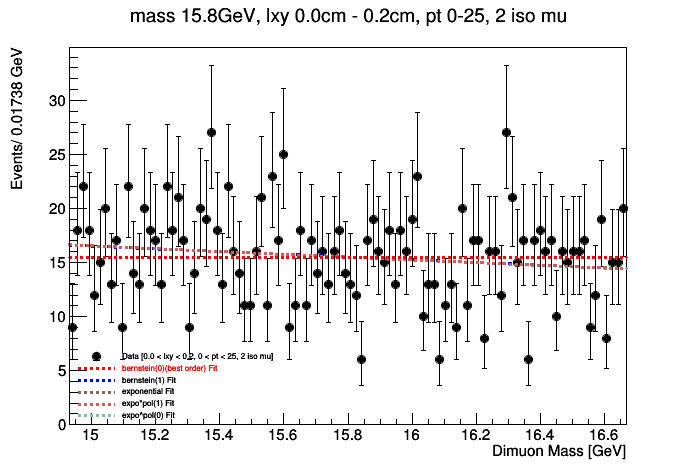 mass 15.8GeV, lxy 0.0cm - 0.2cm, pt 0-25, 2 iso mu
Events/ 0.01738 GeV
30
25
20
15
10
5
0
Data [0.0 < lxy < 0.2, 0 < pt < 25, 2 iso mu]
bernstein(0)(best order) Fit
bernstein(1) Fit
exponential Fit
expo*pol(1) Fit
expo*pol(0) Fit
15 15.2 15.4 15.6 15.8 16 16.2 16.4 16.6
Dimuon Mass [GeV]